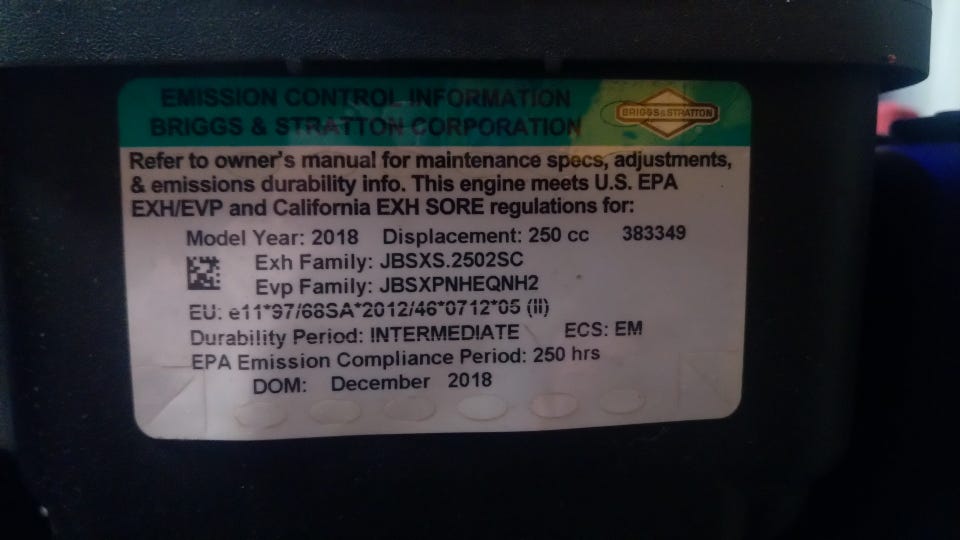 EMISSION CONTROL INFORMATION
BRIGGS & STRATTON CORPORATION
BRIGGS&STRATTON
Refer to owner's manual for maintenance specs, adjustments,
& emissions durability info. This engine meets U.S. EPA
EXH/EVP and California EXH SORE regulations for:
Model Year: 2018 Displacement: 250 cc 383349
Exh Family: JBSXS.2502SC
Evp Family: JBSXPNHEQNH2
EU: e11*97/68SA*2012/46*0712*05 (II)
Durability Period: INTERMEDIATE ECS: EM
EPA Emission Compliance Period: 250 hrs
DOM: December 2018